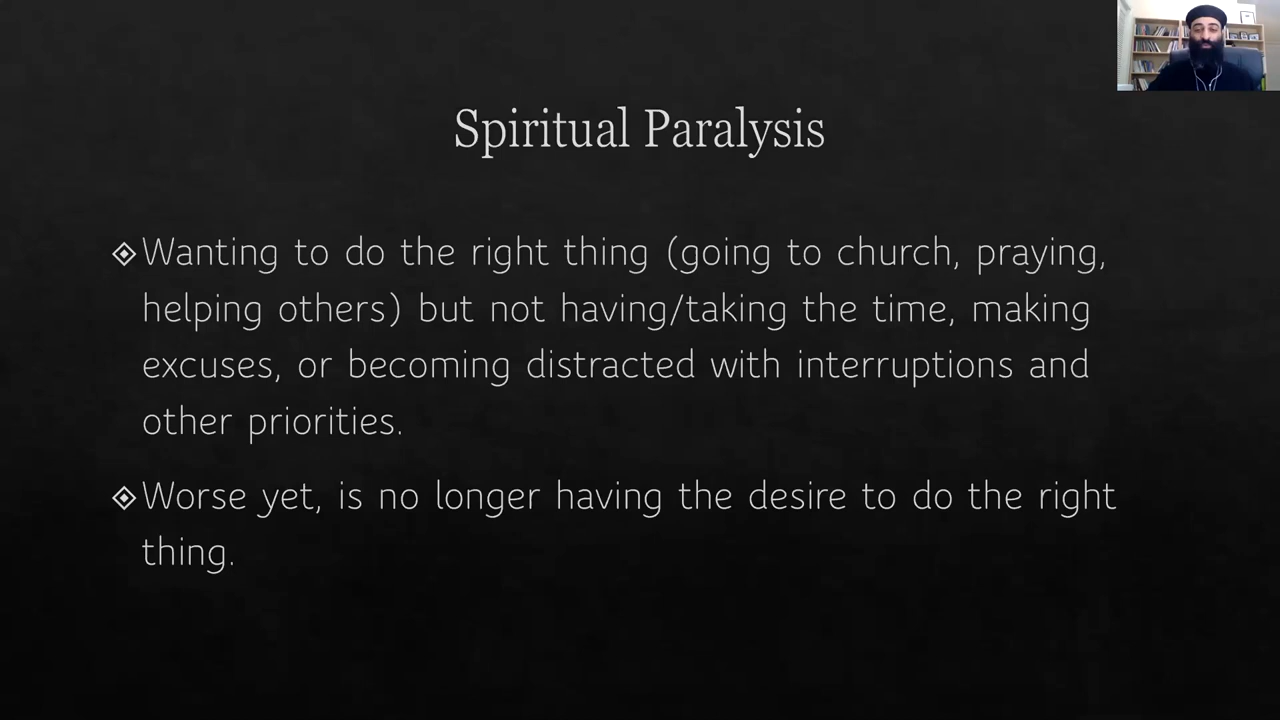 Spiritual Paralysis
Wanting to do the right thing (going to church, praying,
helping others) but not having/taking the time, making
excuses, or becoming distracted with interruptions and
other priorities.
Worse yet, is no longer having the desire to do the right
thing.